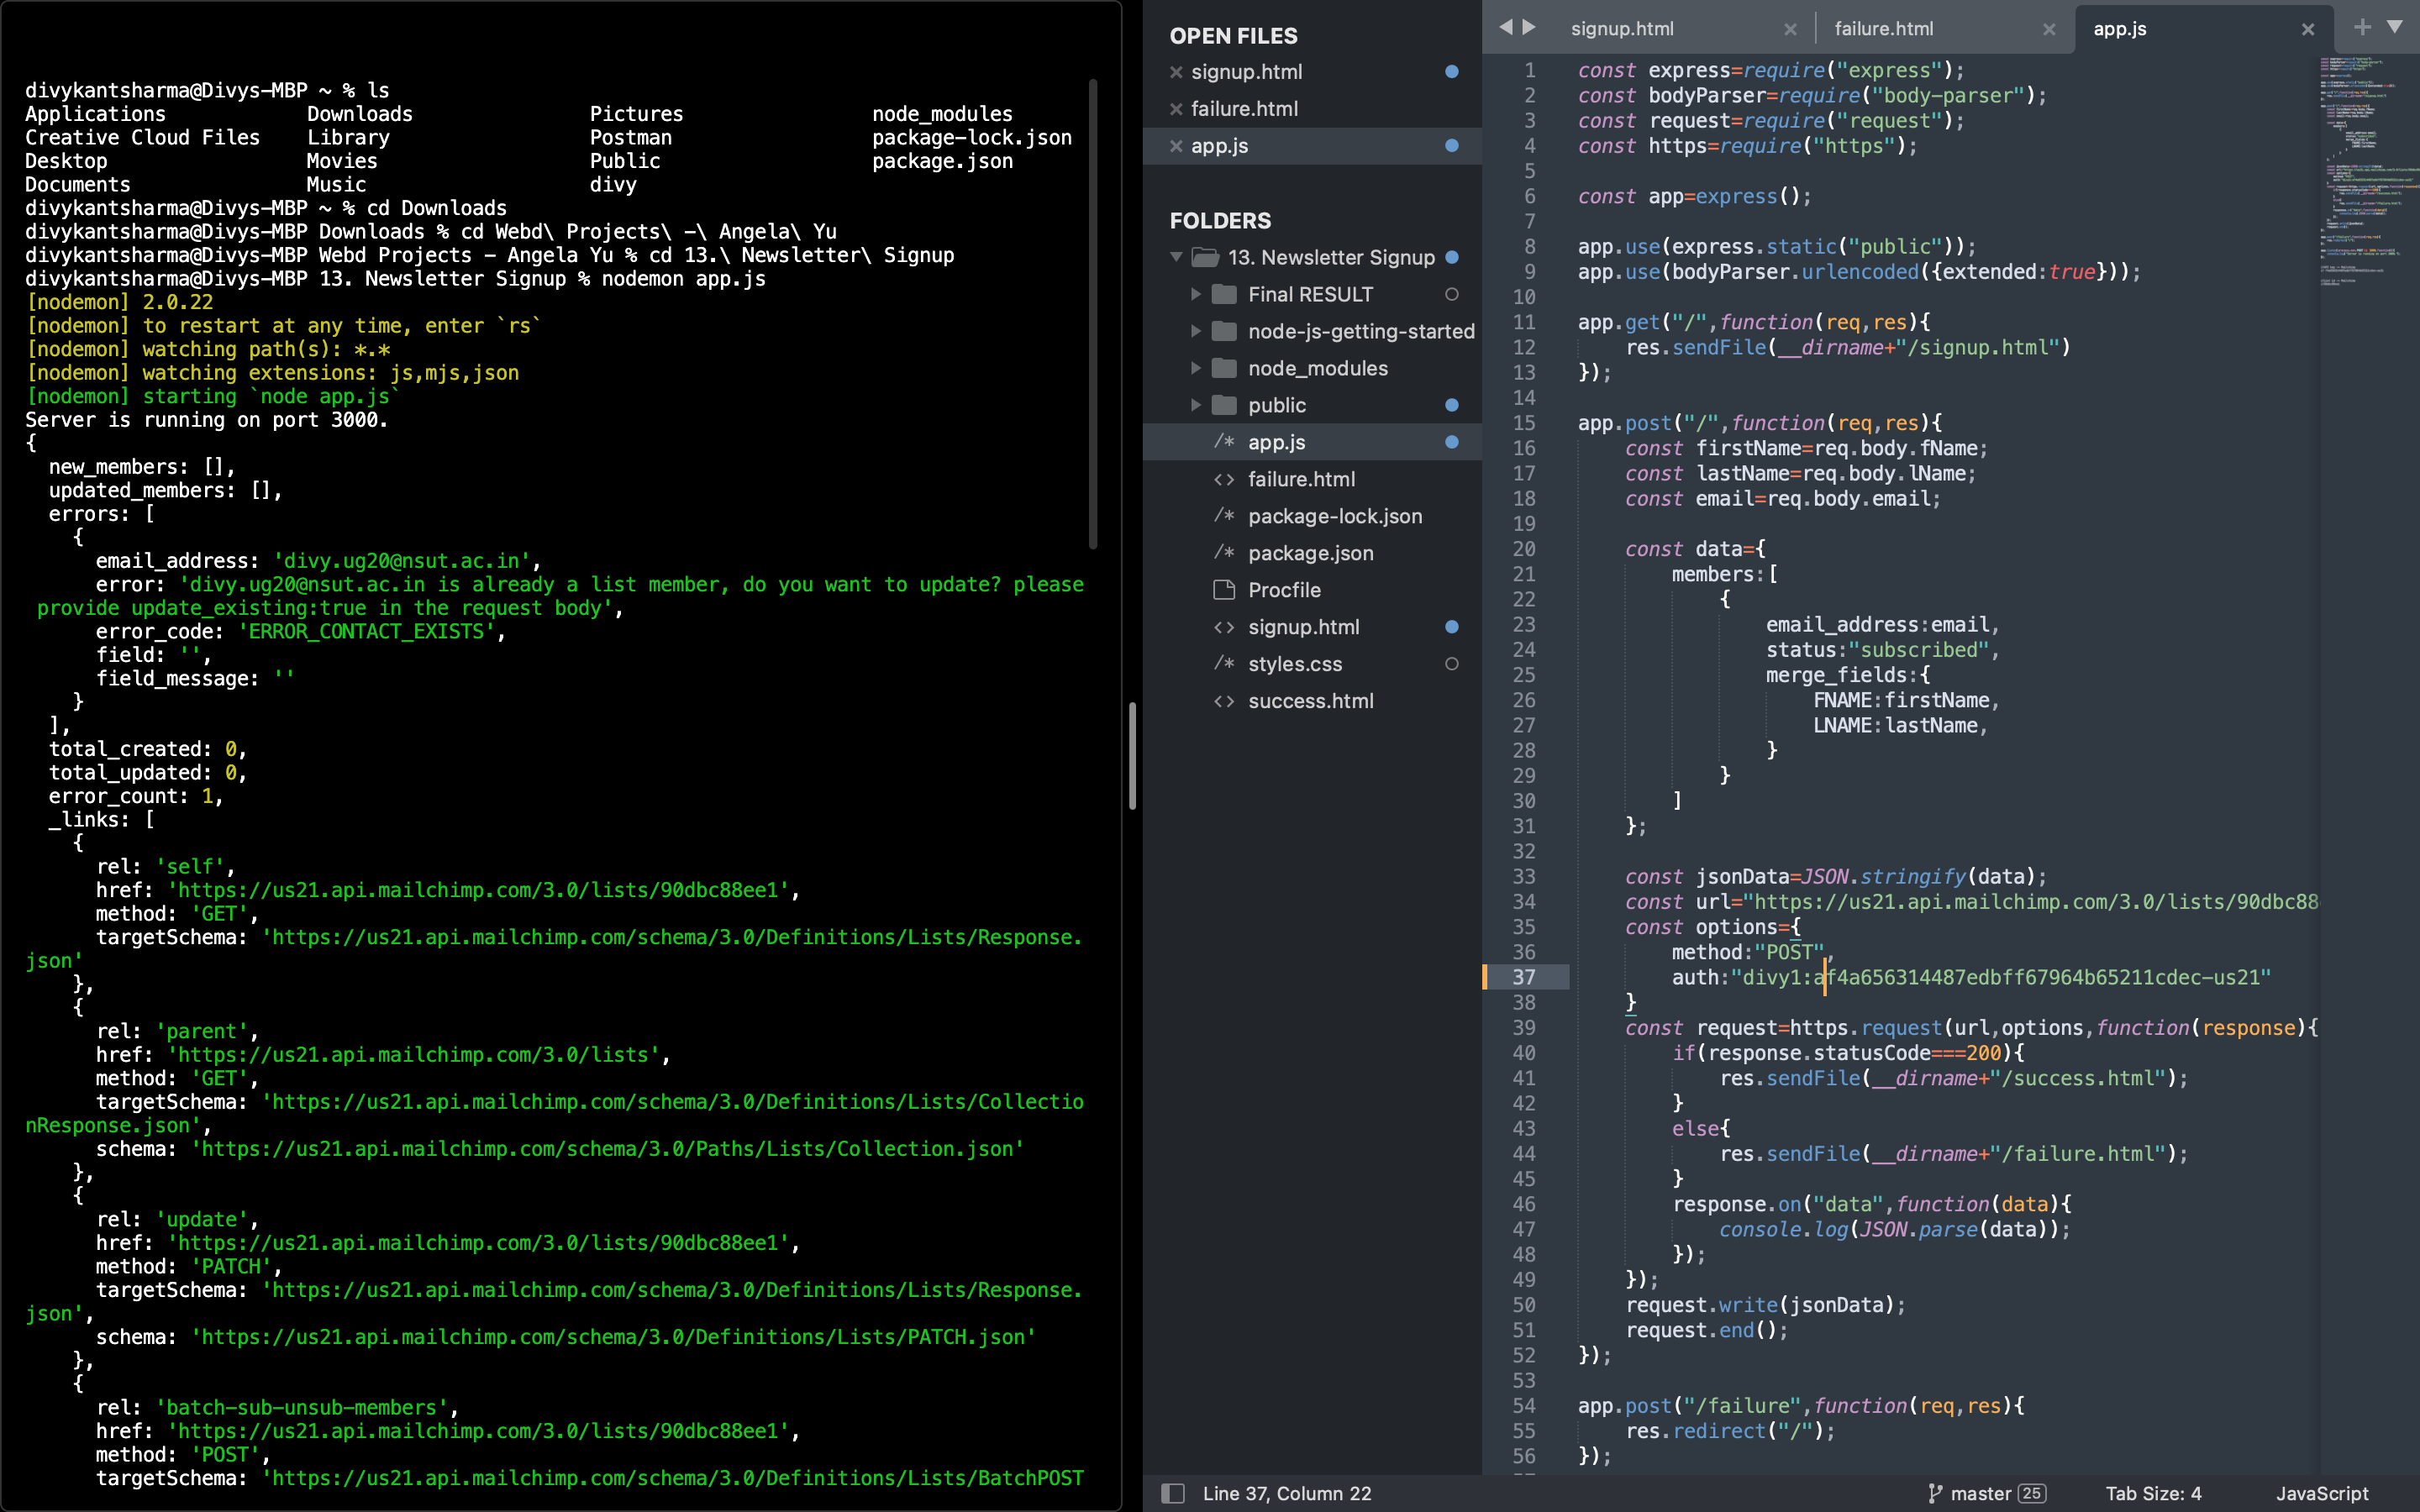 divykantsharma@Divys-MBP ~ % ls
Applications Downloads Pictures node_modules
Creative Cloud Files Library Postman package-lock.json
Desktop Movies Public package.json
Documents Music divy
divykantsharma@Divys-MBP ~ % cd Downloads
divykantsharma@Divys-MBP Downloads % cd Webd\ Projects\ -\ Angela\ Yu
divykantsharma@Divys-MBP Webd Projects - Angela Yu % cd 13.\ Newsletter\ Signup
divykantsharma@Divys-MBP 13. Newsletter Signup % nodemon app.js
[nodemon] 2.0.22
[nodemon] to restart at any time, enter `rs`
[nodemon] watching path(s): *.*
[nodemon] watching extensions: js,mjs,json
[nodemon] starting `node app.js`
Server is running on port 3000.
{
new_members: [],
updated_members: [],
errors: [
{
email_address: 'divy.ug20@nsut.ac.in',
error: 'divy.ug20@nsut.ac.in is already a list member, do you want to update? please
provide update_existing:true in the request body',
error_code: 'ERROR_CONTACT_EXISTS',
field: '',
field_message: ''
}
],
total_created: 0,
total_updated: 0,
error_count: 1,
_links: [
{
rel: 'self',
href: 'https://us21.api.mailchimp.com/3.0/lists/90dbc88ee1',
method: 'GET',
targetSchema: 'https://us21.api.mailchimp.com/schema/3.0/Definitions/Lists/Response.
json'
},
{
rel: 'parent',
href: 'https://us21.api.mailchimp.com/3.0/lists',
method: 'GET',
targetSchema: 'https://us21.api.mailchimp.com/schema/3.0/Definitions/Lists/Collectio
nResponse.json',
schema: 'https://us21.api.mailchimp.com/schema/3.0/Paths/Lists/Collection.json'
},
{
rel: 'update',
href: 'https://us21.api.mailchimp.com/3.0/lists/90dbc88ee1',
method: 'PATCH',
targetSchema: 'https://us21.api.mailchimp.com/schema/3.0/Definitions/Lists/Response.
json',
schema: 'https://us21.api.mailchimp.com/schema/3.0/Definitions/Lists/PATCH.json'
},
{
rel: 'batch-sub-unsub-members',
href: 'https://us21.api.mailchimp.com/3.0/lists/90dbc88ee1',
method: 'POST',
targetSchema: 'https://us21.api.mailchimp.com/schema/3.0/Definitions/Lists/BatchPOST
OPEN FILES
signup.html
failure.html
app.js
FOLDERS
13. Newsletter Signup
Final RESULT
node-js-getting-started
node_modules
public
/* app.js
<> failure.html
/* package-lock.json
/* package.json
Procfile
<> signup.html
/* styles.css
<> success.html
signup.html failure.html app.js
1 const express=require("express");
2 const bodyParser=require("body-parser");
3 const request=require("request");
4 const https=require("https");
5
6 const app=express();
7
8 app.use(express.static("public"));
9 app.use(bodyParser.urlencoded({extended:true}));
10
11 app.get("/",function(req,res){
12 res.sendFile(__dirname+"/signup.html")
13 });
14
15 app.post("/",function(req,res){
16 const firstName=req.body.fName;
17 const lastName=req.body.lName;
18 const email=req.body.email;
19
20 const data={
21 members:[
22 {
23 email_address:email,
24 status:"subscribed",
25 merge_fields:{
26 FNAME:firstName,
27 LNAME:lastName,
28 }
29 }
30 ]
31 };
32
33 const jsonData=JSON.stringify(data);
34 const url="https://us21.api.mailchimp.com/3.0/lists/90dbc88
35 const options={
36 method:"POST",
37 auth:"divy1:af4a656314487edbff67964b65211cdec-us21"
38 }
39 const request=https.request(url,options,function(response){
40 if(response.statusCode===200){
41 res.sendFile(__dirname+"/success.html");
42 }
43 else{
44 res.sendFile(__dirname+"/failure.html");
45 }
46 response.on("data",function(data){
47 console.log(JSON.parse(data));
48 });
49 });
50 request.write(jsonData);
51 request.end();
52 });
53
54 app.post("/failure",function(req,res){
55 res.redirect("/");
56 });
Line 37, Column 22 master 25 Tab Size: 4 JavaScript